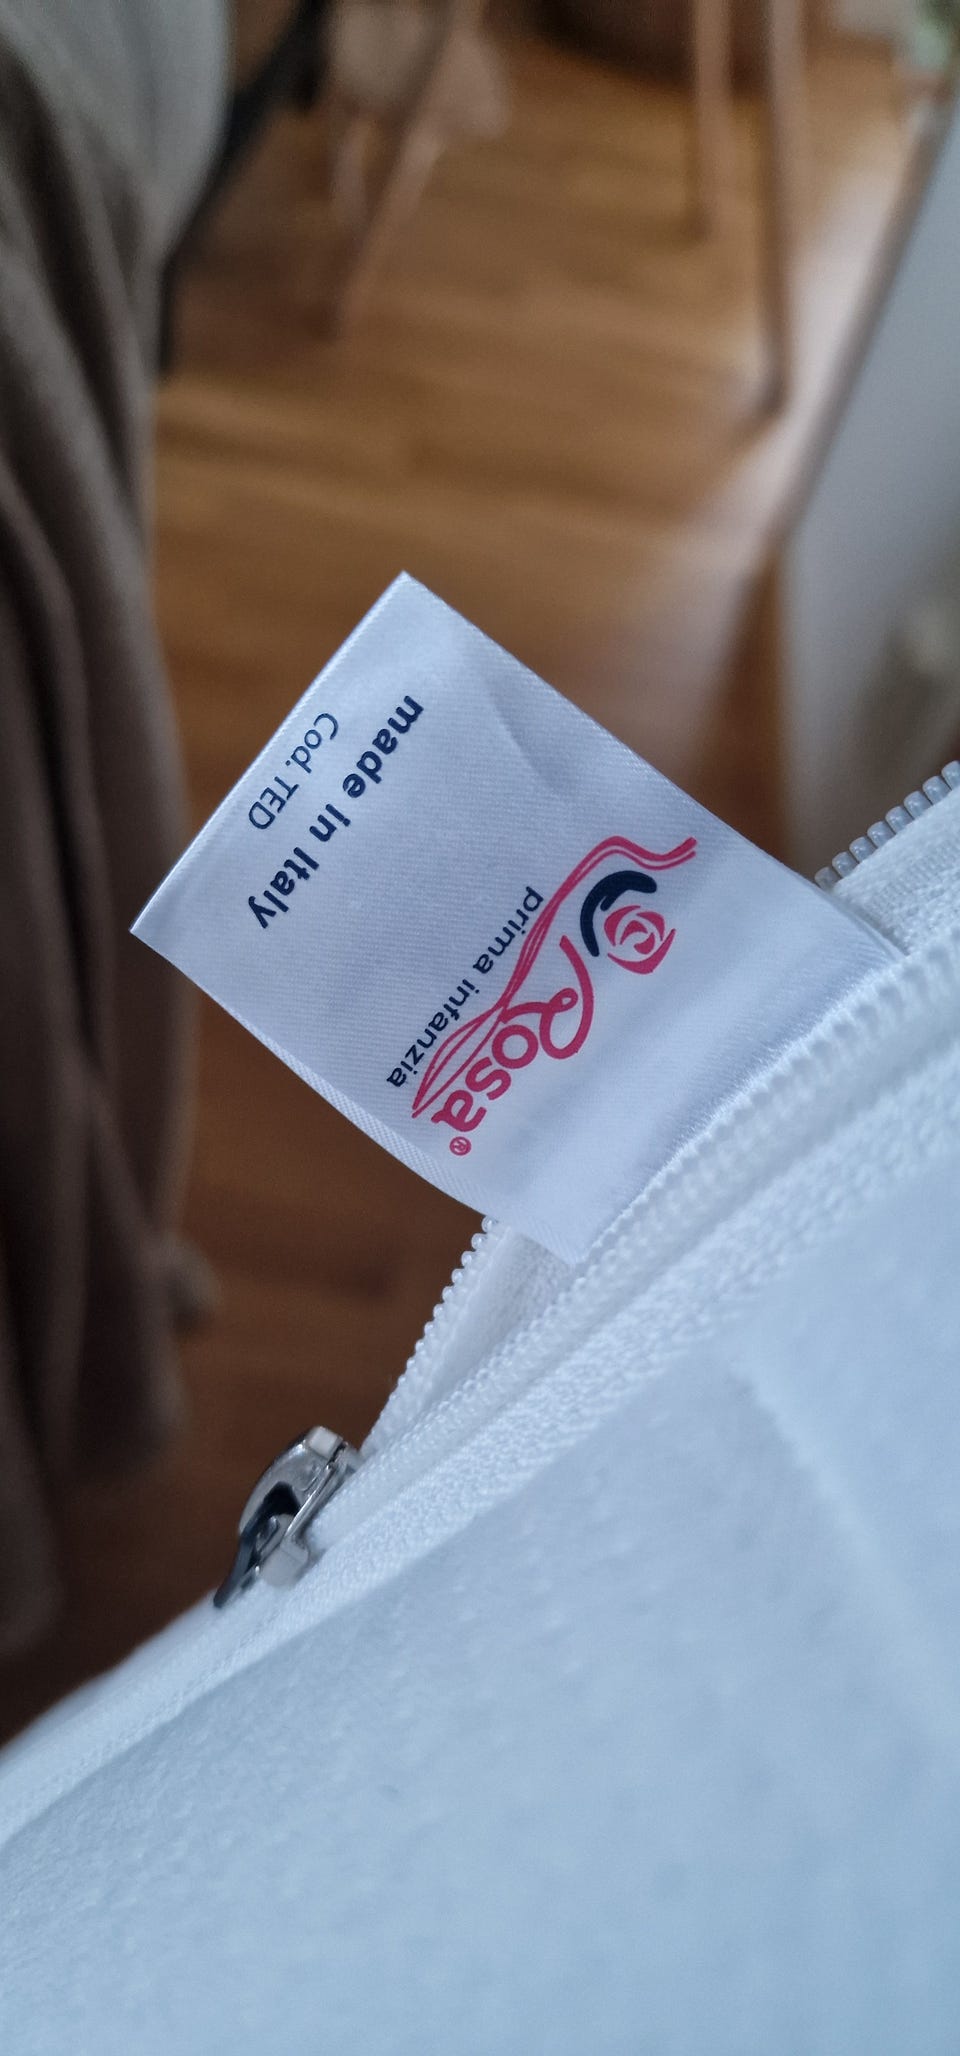 Rosa®
prima infanzia
made in Italy
Cod. TED